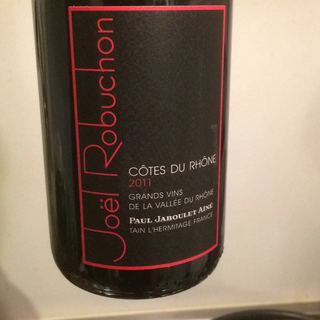 Joël Robuchon
CÔTES DU RHÔNE
2011
GRANDS VINS
DE LA VALLÉE DU RHÔNE
PAUL JABOULET AÎNÉ
TAIN L'HERMITAGE FRANCE